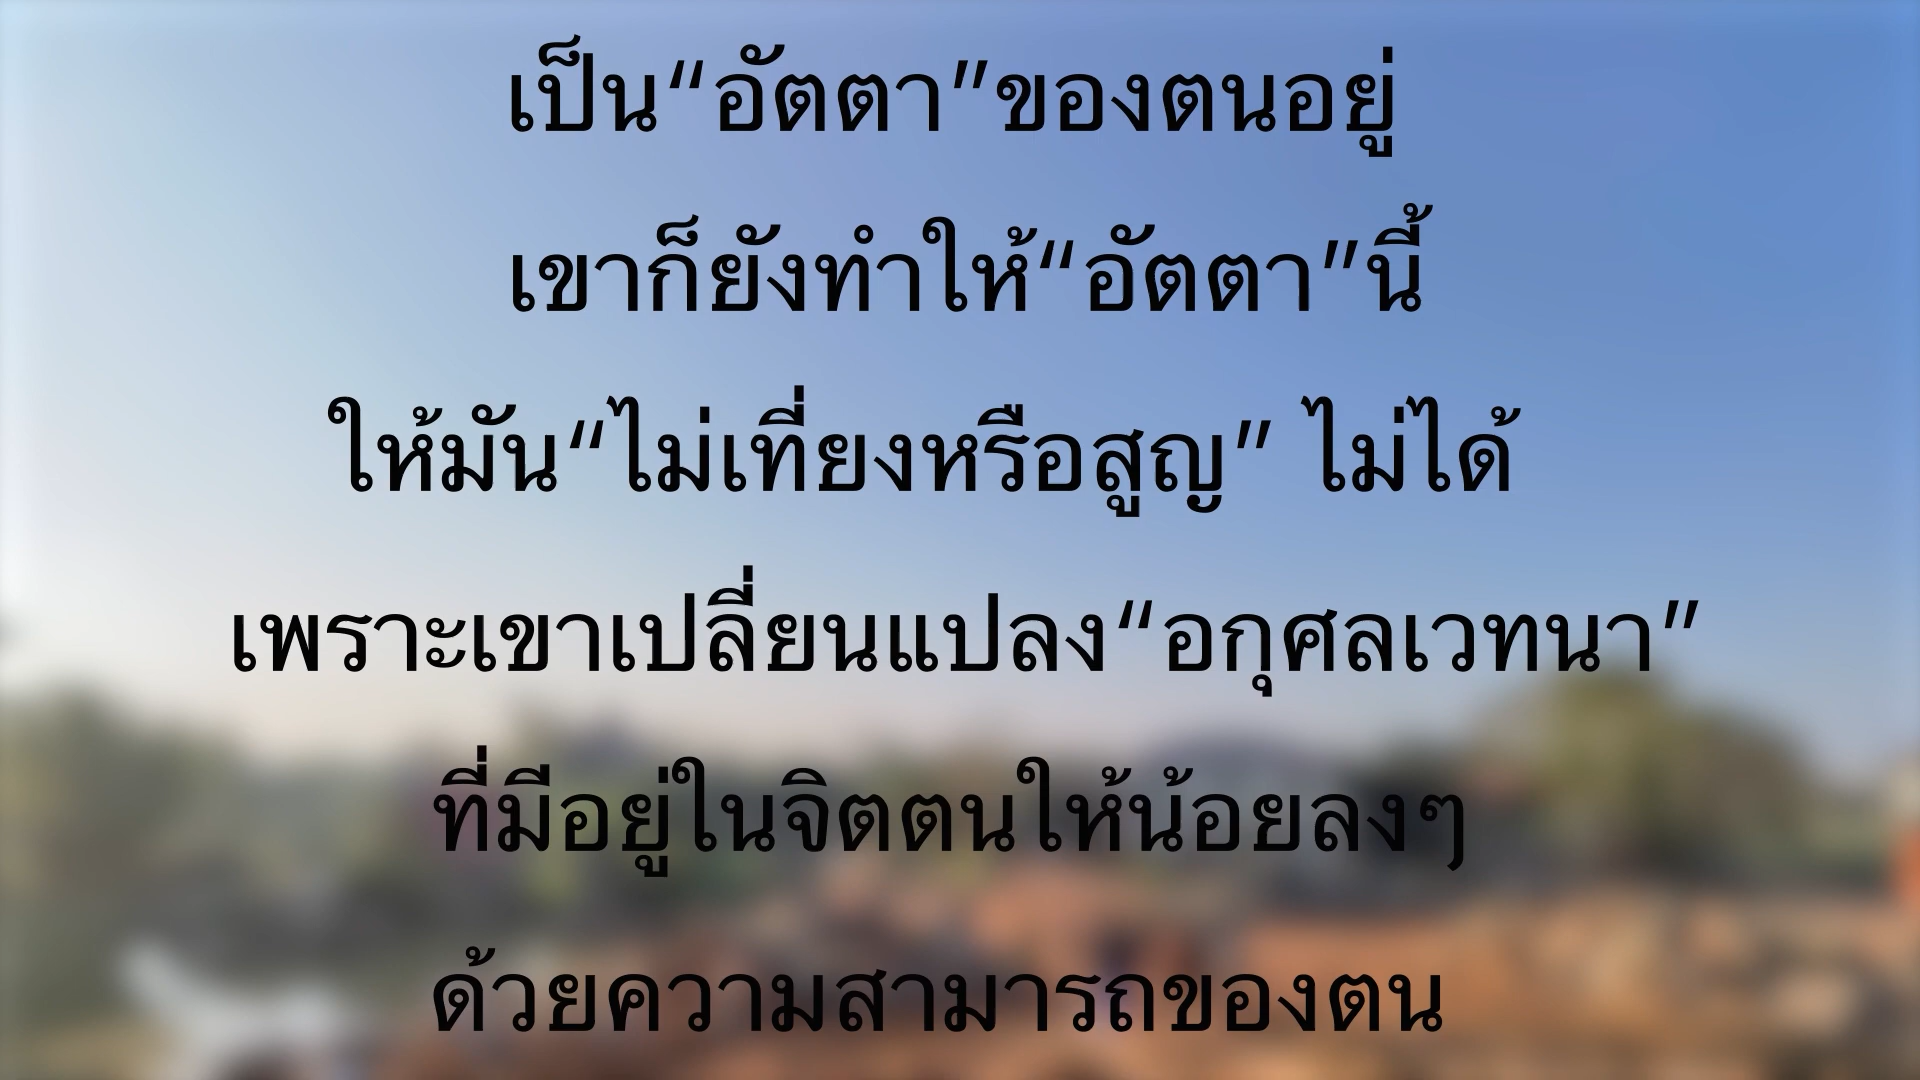 เป็น“อัตตา”ของตนอยู่
เขาก็ยังทำให้“อัตตา”นี้
ให้มัน“ไม่เที่ยงหรือสูญ” ไม่ได้
เพราะเขาเปลี่ยนแปลง“อกุศลเวทนา”
ที่มีอยู่ในจิตตนให้น้อยลงๆ
ด้วยความสามารถของตน